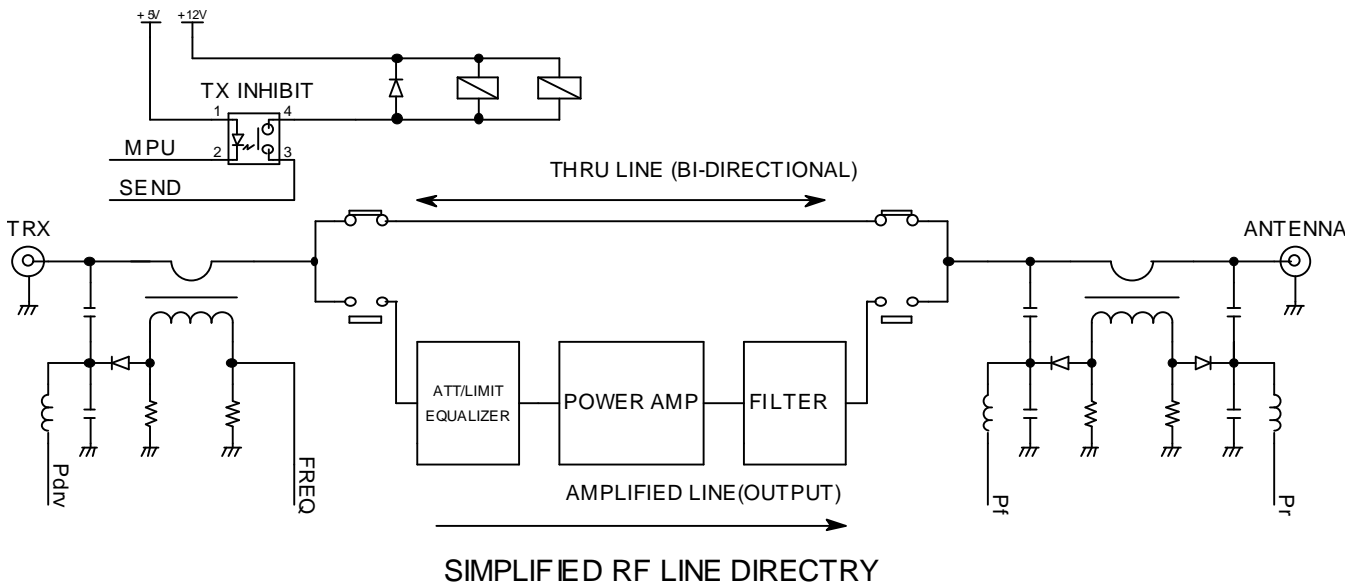 +5V +12V
TX INHIBIT
1 4
MPU 2 3
SEND
THRU LINE (BI-DIRECTIONAL)
TRX ANTENNA
ATT/LIMIT
EQUALIZER
POWER AMP
FILTER
Pdrv
FREQ
AMPLIFIED LINE(OUTPUT)
Pf
Pr
SIMPLIFIED RF LINE DIRECTRY